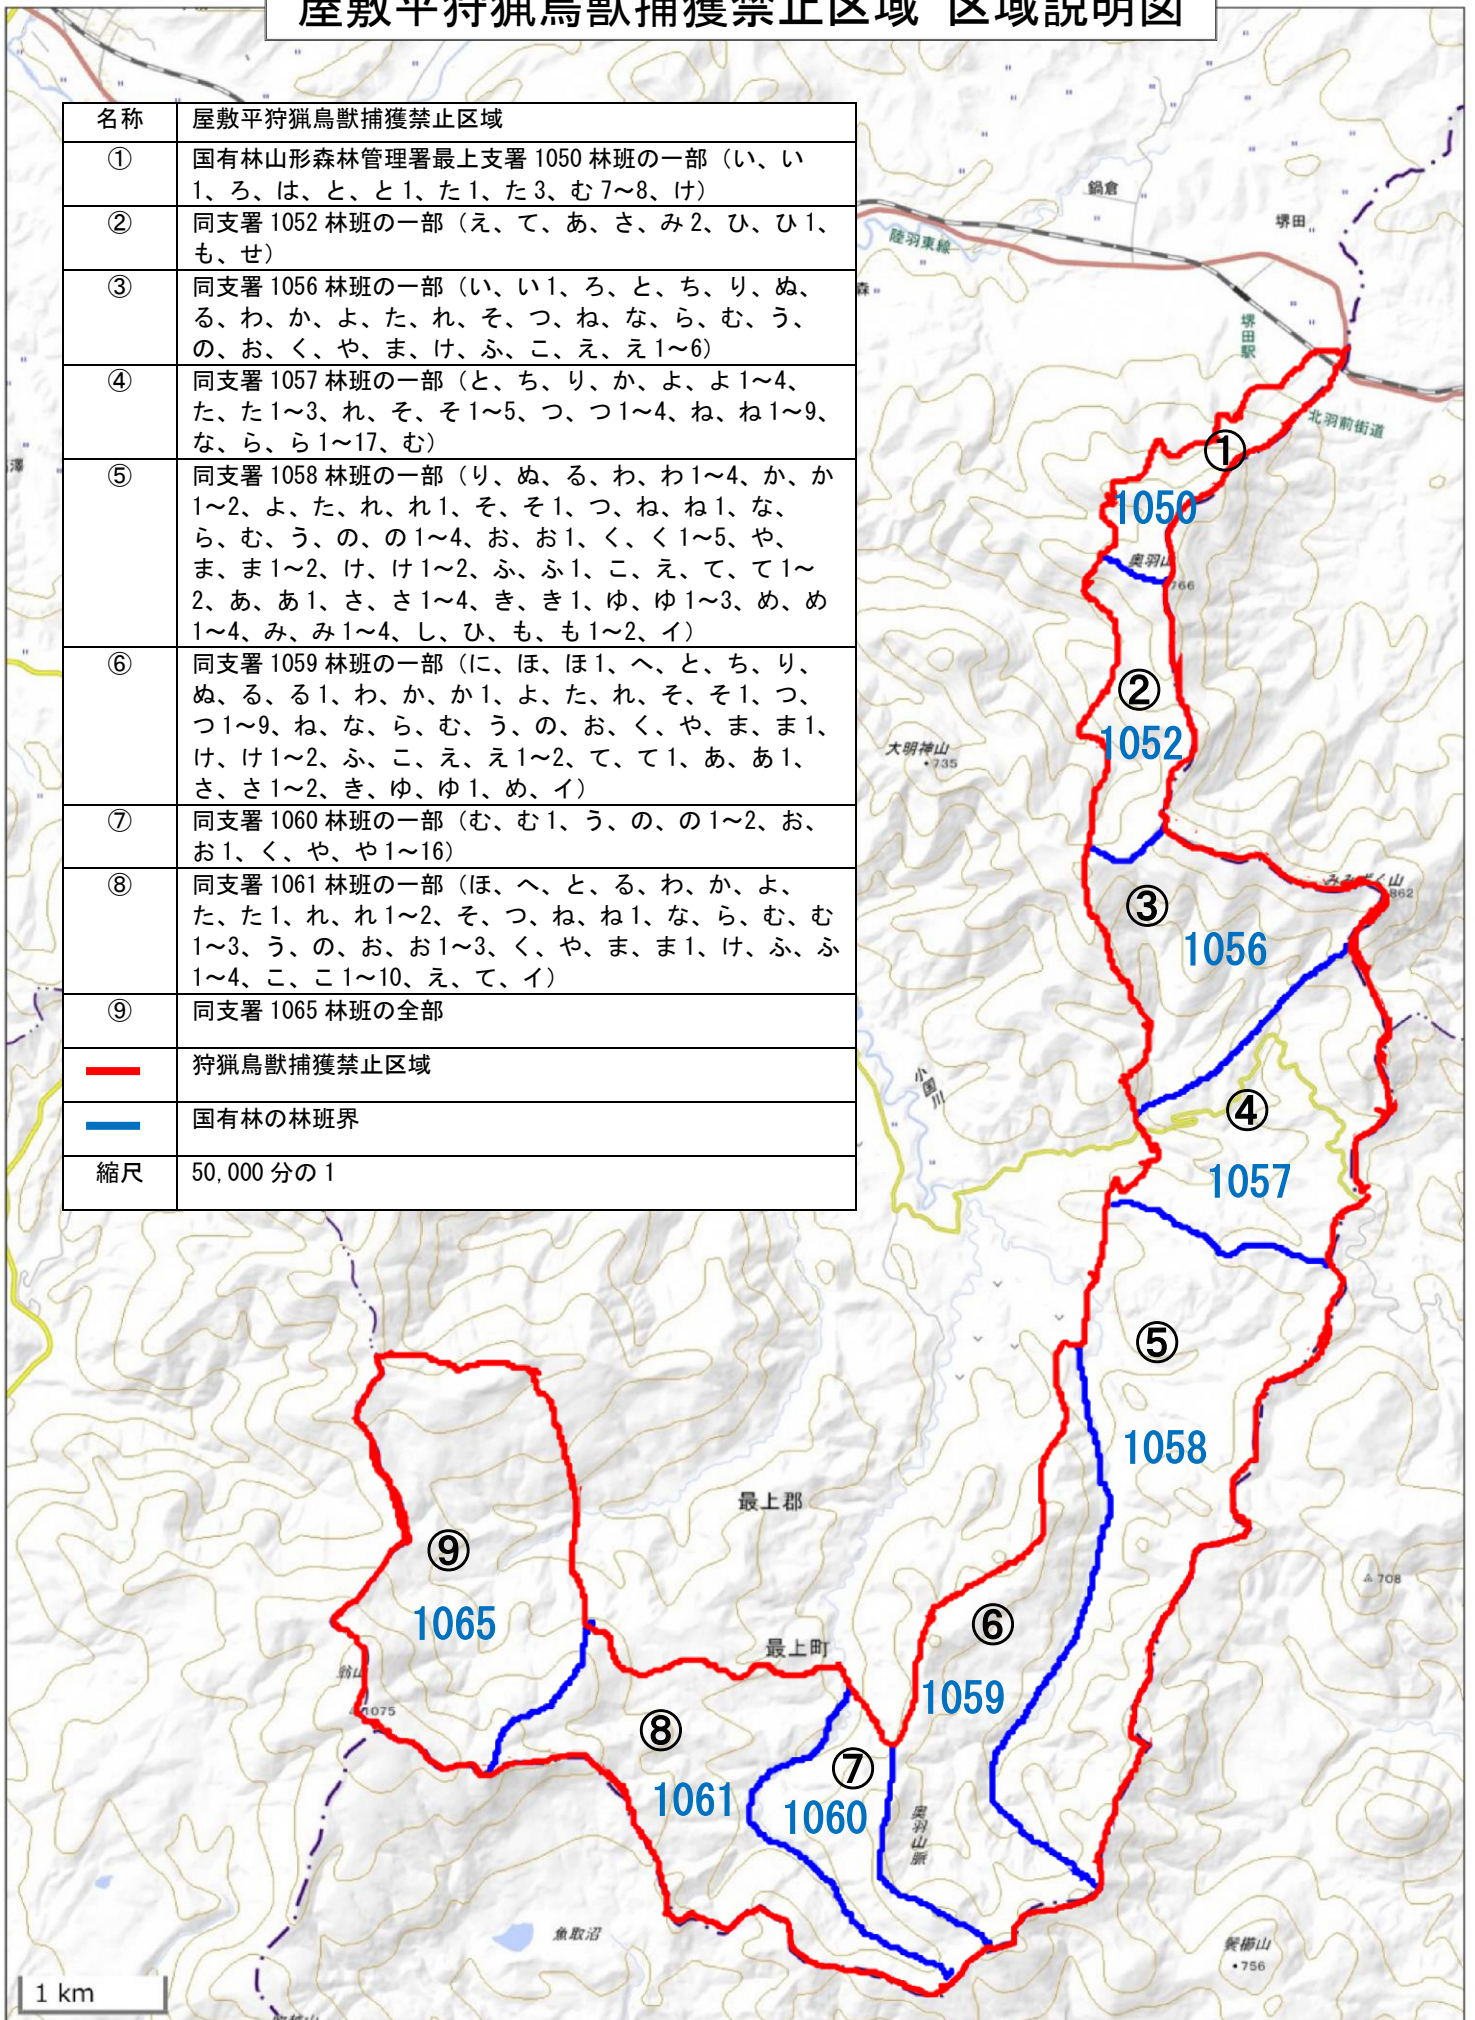 屋敷平狩猟鳥獣捕獲禁止区域 区域説明図
名称 屋敷平狩猟鳥獣捕獲禁止区域
① 国有林山形森林管理署最上支署 1050 林班の一部（い、い
1、ろ、は、と、と 1、た 1、た 3、む 7～8、け）
② 同支署 1052 林班の一部（え、て、あ、さ、み 2、ひ、ひ 1、
も、せ）
③ 同支署 1056 林班の一部（い、い 1、ろ、と、ち、り、ぬ、
る、わ、か、よ、た、れ、そ、つ、ね、な、ら、む、う、
の、お、く、や、ま、け、ふ、こ、え、え 1～6）
④ 同支署 1057 林班の一部（と、ち、り、か、よ、よ 1～4、
た、た 1～3、れ、そ、そ 1～5、つ、つ 1～4、ね、ね 1～9、
な、ら、ら 1～17、む）
⑤ 同支署 1058 林班の一部（り、ぬ、る、わ、わ 1～4、か、か
1～2、よ、た、れ、れ 1、そ、そ 1、つ、ね、ね 1、な、
ら、む、う、の、の 1～4、お、お 1、く、く 1～5、や、
ま、ま 1～2、け、け 1～2、ふ、ふ 1、こ、え、て、て 1～
2、あ、あ 1、さ、さ 1～4、き、き 1、ゆ、ゆ 1～3、め、め
1～4、み、み 1～4、し、ひ、も、も 1～2、イ）
⑥ 同支署 1059 林班の一部（に、ほ、ほ 1、へ、と、ち、り、
ぬ、る、る 1、わ、か、か 1、よ、た、れ、そ、そ 1、つ、
つ 1～9、ね、な、ら、む、う、の、お、く、や、ま、ま 1、
け、け 1～2、ふ、こ、え、え 1～2、て、て 1、あ、あ 1、
さ、さ 1～2、き、ゆ、ゆ 1、め、イ）
⑦ 同支署 1060 林班の一部（む、む 1、う、の、の 1～2、お、
お 1、く、や、や 1～16）
⑧ 同支署 1061 林班の一部（ほ、へ、と、る、わ、か、よ、
た、た 1、れ、れ 1～2、そ、つ、ね、ね 1、な、ら、む、む
1～3、う、の、お、お 1～3、く、や、ま、ま 1、け、ふ、ふ
1～4、こ、こ 1～10、え、て、イ）
⑨ 同支署 1065 林班の全部
狩猟鳥獣捕獲禁止区域
国有林の林班界
縮尺 50,000 分の 1
鍋倉
堺田
陸羽東線
森
堺田駅
北羽前街道
①
1050
奥羽山
766
②
1052
大明神山
735
みみずく山
862
③
1056
小国川
④
1057
澤
⑤
1058
最上郡
708
⑨
1065
⑥
最上町
1059
翁山
1075
⑧
⑦
1061
1060
奥羽山脈
魚取沼
756
1 km